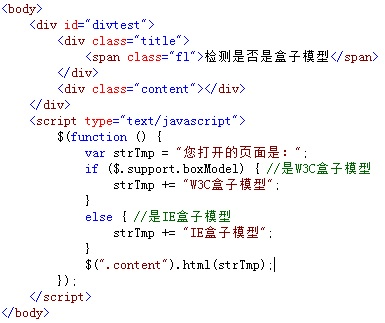 <body>
<div id="divtest">
<div class="title">
<span class="fl">检测是否是盒子模型</span>
</div>
<div class="content"></div>
</div>
<script type="text/javascript">
$(function () {
var strTmp = "您打开的页面是：";
if ($.support.boxModel) { //是W3C盒子模型
strTmp += "W3C盒子模型";
}
else { //是IE盒子模型
strTmp += "IE盒子模型";
}
$(".content").html(strTmp);
});
</script>
</body>